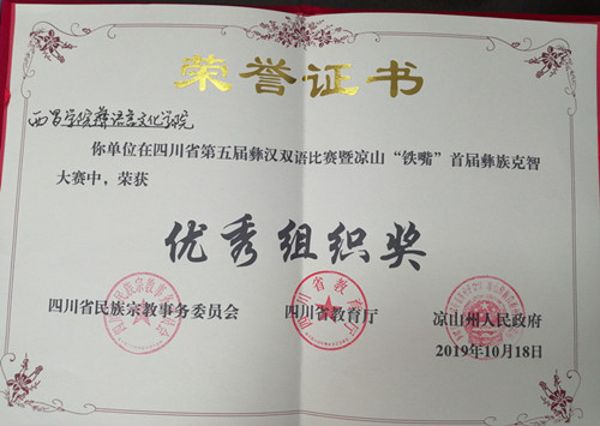 荣誉证书
西昌学院彝语言文化学院
你单位在四川省第五届彝汉双语比赛暨凉山“铁嘴”首届彝族克智
大赛中，荣获
优秀组织奖
四川省民族宗教事务委员会 四川省教育厅 凉山州人民政府
2019年10月18日